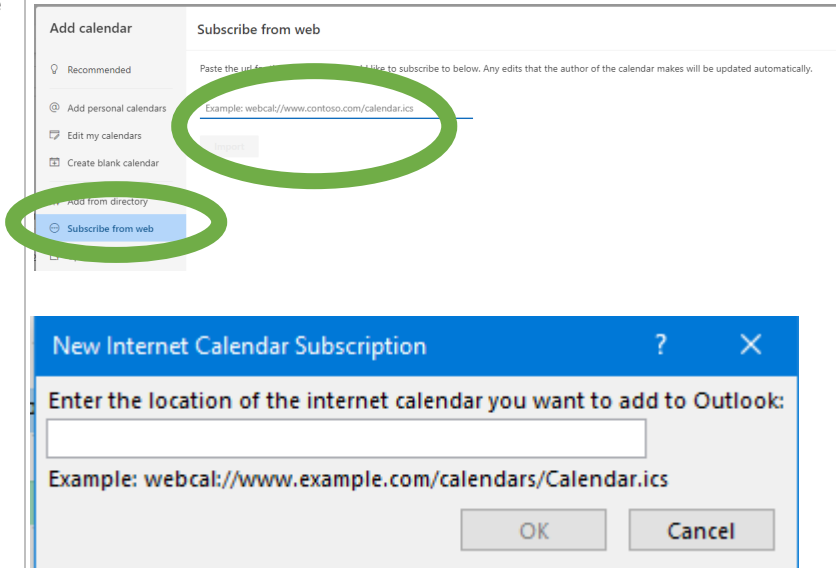 Add calendar
Subscribe from web
Recommended
Paste the url to subscribe to below. Any edits that the author of the calendar makes will be updated automatically.
Add personal calendars
Example: webcal://www.contoso.com/calendar.ics
Edit my calendars
Import
Create blank calendar
Add from directory
Subscribe from web
New Internet Calendar Subscription ?
Enter the location of the internet calendar you want to add to Outlook:
Example: webcal://www.example.com/calendars/Calendar.ics
OK Cancel